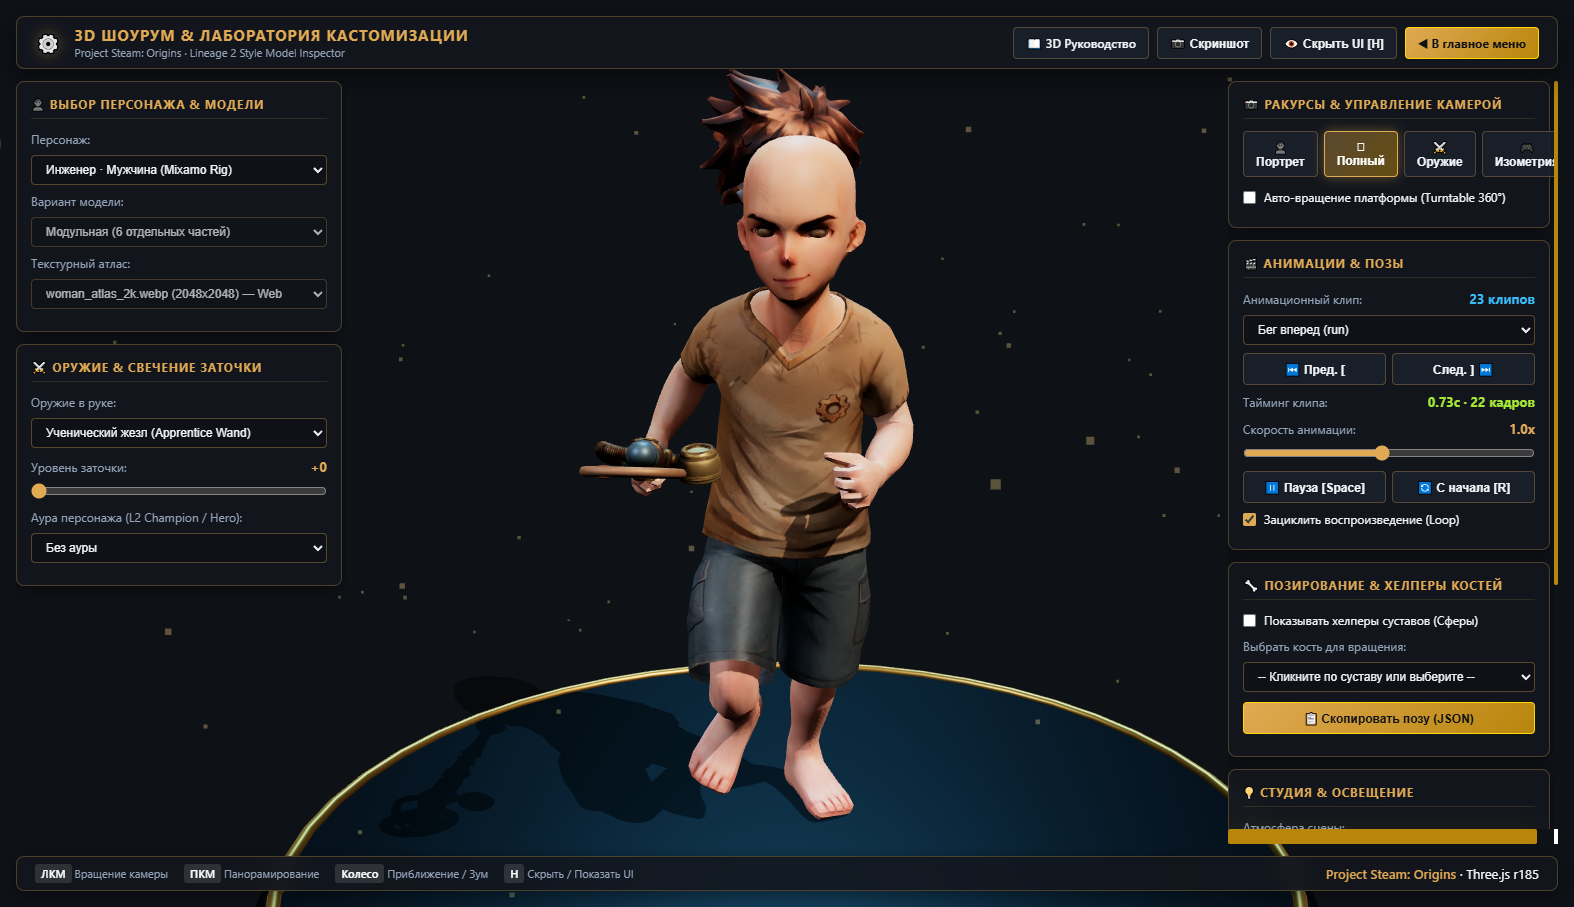 3D ШОУРУМ & ЛАБОРАТОРИЯ КАСТОМИЗАЦИИ
Project Steam: Origins · Lineage 2 Style Model Inspector
3D Руководство
Скриншот
Скрыть UI [H]
В главное меню
ВЫБОР ПЕРСОНАЖА & МОДЕЛИ
Персонаж:
Инженер - Мужчина (Mixamo Rig)
Вариант модели:
Модульная (6 отдельных частей)
Текстурный атлас:
woman_atlas_2k.webp (2048x2048) — Web
ОРУЖИЕ & СВЕЧЕНИЕ ЗАТОЧКИ
Оружие в руке:
Ученический жезл (Apprentice Wand)
Уровень заточки:
+0
Аура персонажа (L2 Champion / Hero):
Без ауры
РАКУРСЫ & УПРАВЛЕНИЕ КАМЕРОЙ
Портрет
Полный
Оружие
Изометрия
Авто-вращение платформы (Turntable 360°)
АНИМАЦИИ & ПОЗЫ
Анимационный клип:
23 клипов
Бег вперед (run)
Пред. [
След. ]
Тайминг клипа:
0.73с · 22 кадров
Скорость анимации:
1.0x
Пауза [Space]
С начала [R]
Зациклить воспроизведение (Loop)
ПОЗИРОВАНИЕ & ХЕЛПЕРЫ КОСТЕЙ
Показывать хелперы суставов (Сферы)
Выбрать кость для вращения:
-- Кликните по суставу или выберите --
Скопировать позу (JSON)
СТУДИЯ & ОСВЕЩЕНИЕ
Атмосфера сцены:
ЛКМ Вращение камеры
ПКМ Панорамирование
Колесо Приближение / Зум
H Скрыть / Показать UI
Project Steam: Origins · Three.js r185